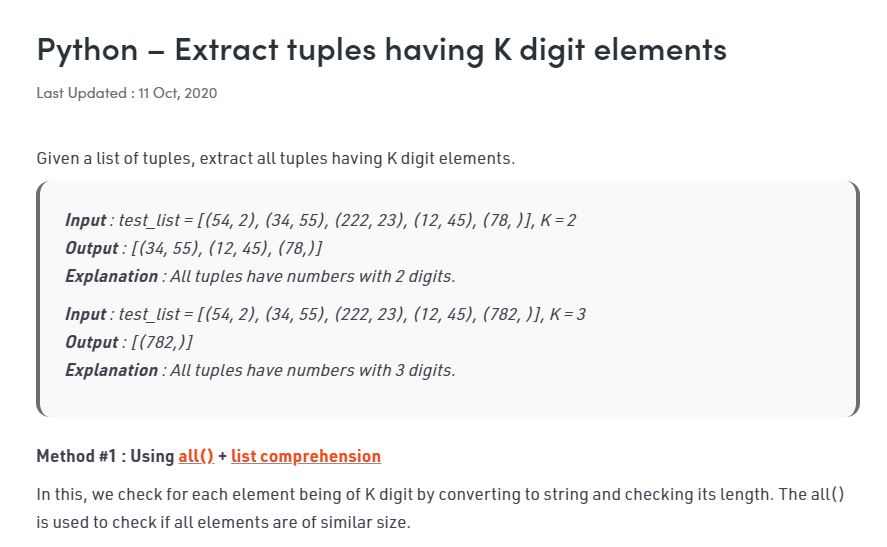 Python – Extract tuples having K digit elements
Last Updated : 11 Oct, 2020
Given a list of tuples, extract all tuples having K digit elements.
Input : test_list = [(54, 2), (34, 55), (222, 23), (12, 45), (78, )], K = 2
Output : [(34, 55), (12, 45), (78,)]
Explanation : All tuples have numbers with 2 digits.
Input : test_list = [(54, 2), (34, 55), (222, 23), (12, 45), (782, )], K = 3
Output : [(782,)]
Explanation : All tuples have numbers with 3 digits.
Method #1 : Using all() + list comprehension
In this, we check for each element being of K digit by converting to string and checking its length. The all()
is used to check if all elements are of similar size.